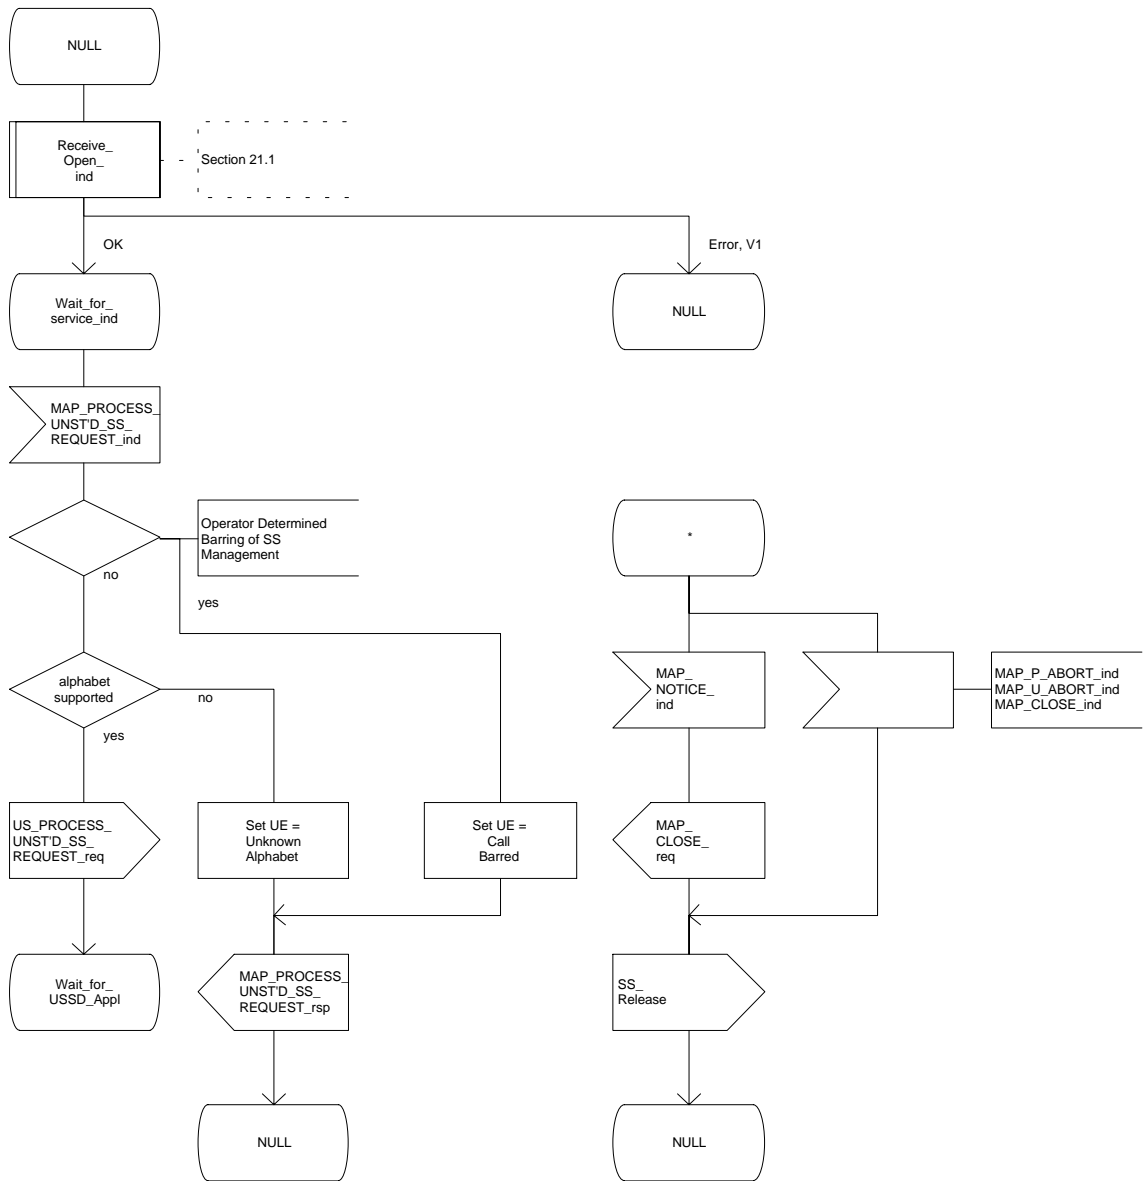 NULL
Receive_
Open_
ind
Section 21.1
OK
Error, V1
Wait_for_
service_ind
NULL
MAP_PROCESS_
UNST'D_SS_
REQUEST_ind
Operator Determined
Barring of SS
Management
*
no
yes
alphabet
supported
no
yes
MAP_
NOTICE_
ind
MAP_P_ABORT_ind
MAP_U_ABORT_ind
MAP_CLOSE_ind
US_PROCESS_
UNST'D_SS_
REQUEST_req
Set UE =
Unknown
Alphabet
Set UE =
Call
Barred
MAP_
CLOSE_
req
Wait_for_
USSD_Appl
MAP_PROCESS_
UNST'D_SS_
REQUEST_rsp
SS_
Release
NULL
NULL